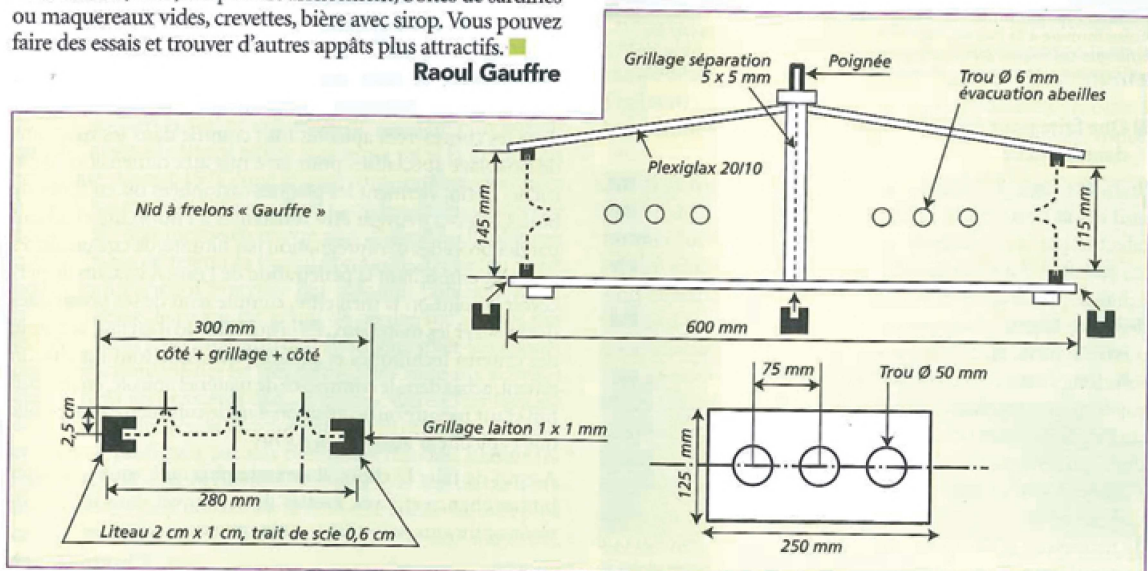 ou maquereaux vides, crevettes, bière avec sirop. Vous pouvez
faire des essais et trouver d'autres appâts plus attractifs.
Raoul Gauffre
Grillage séparation
5 x 5 mm
Poignée
Trou Ø 6 mm
évacuation abeilles
Plexiglax 20/10
Nid à frelons « Gauffre »
145 mm
115 mm
600 mm
300 mm
côté + grillage + côté
2,5 cm
Grillage laiton 1 x 1 mm
280 mm
Liteau 2 cm x 1 cm, trait de scie 0,6 cm
75 mm
Trou Ø 50 mm
125 mm
250 mm